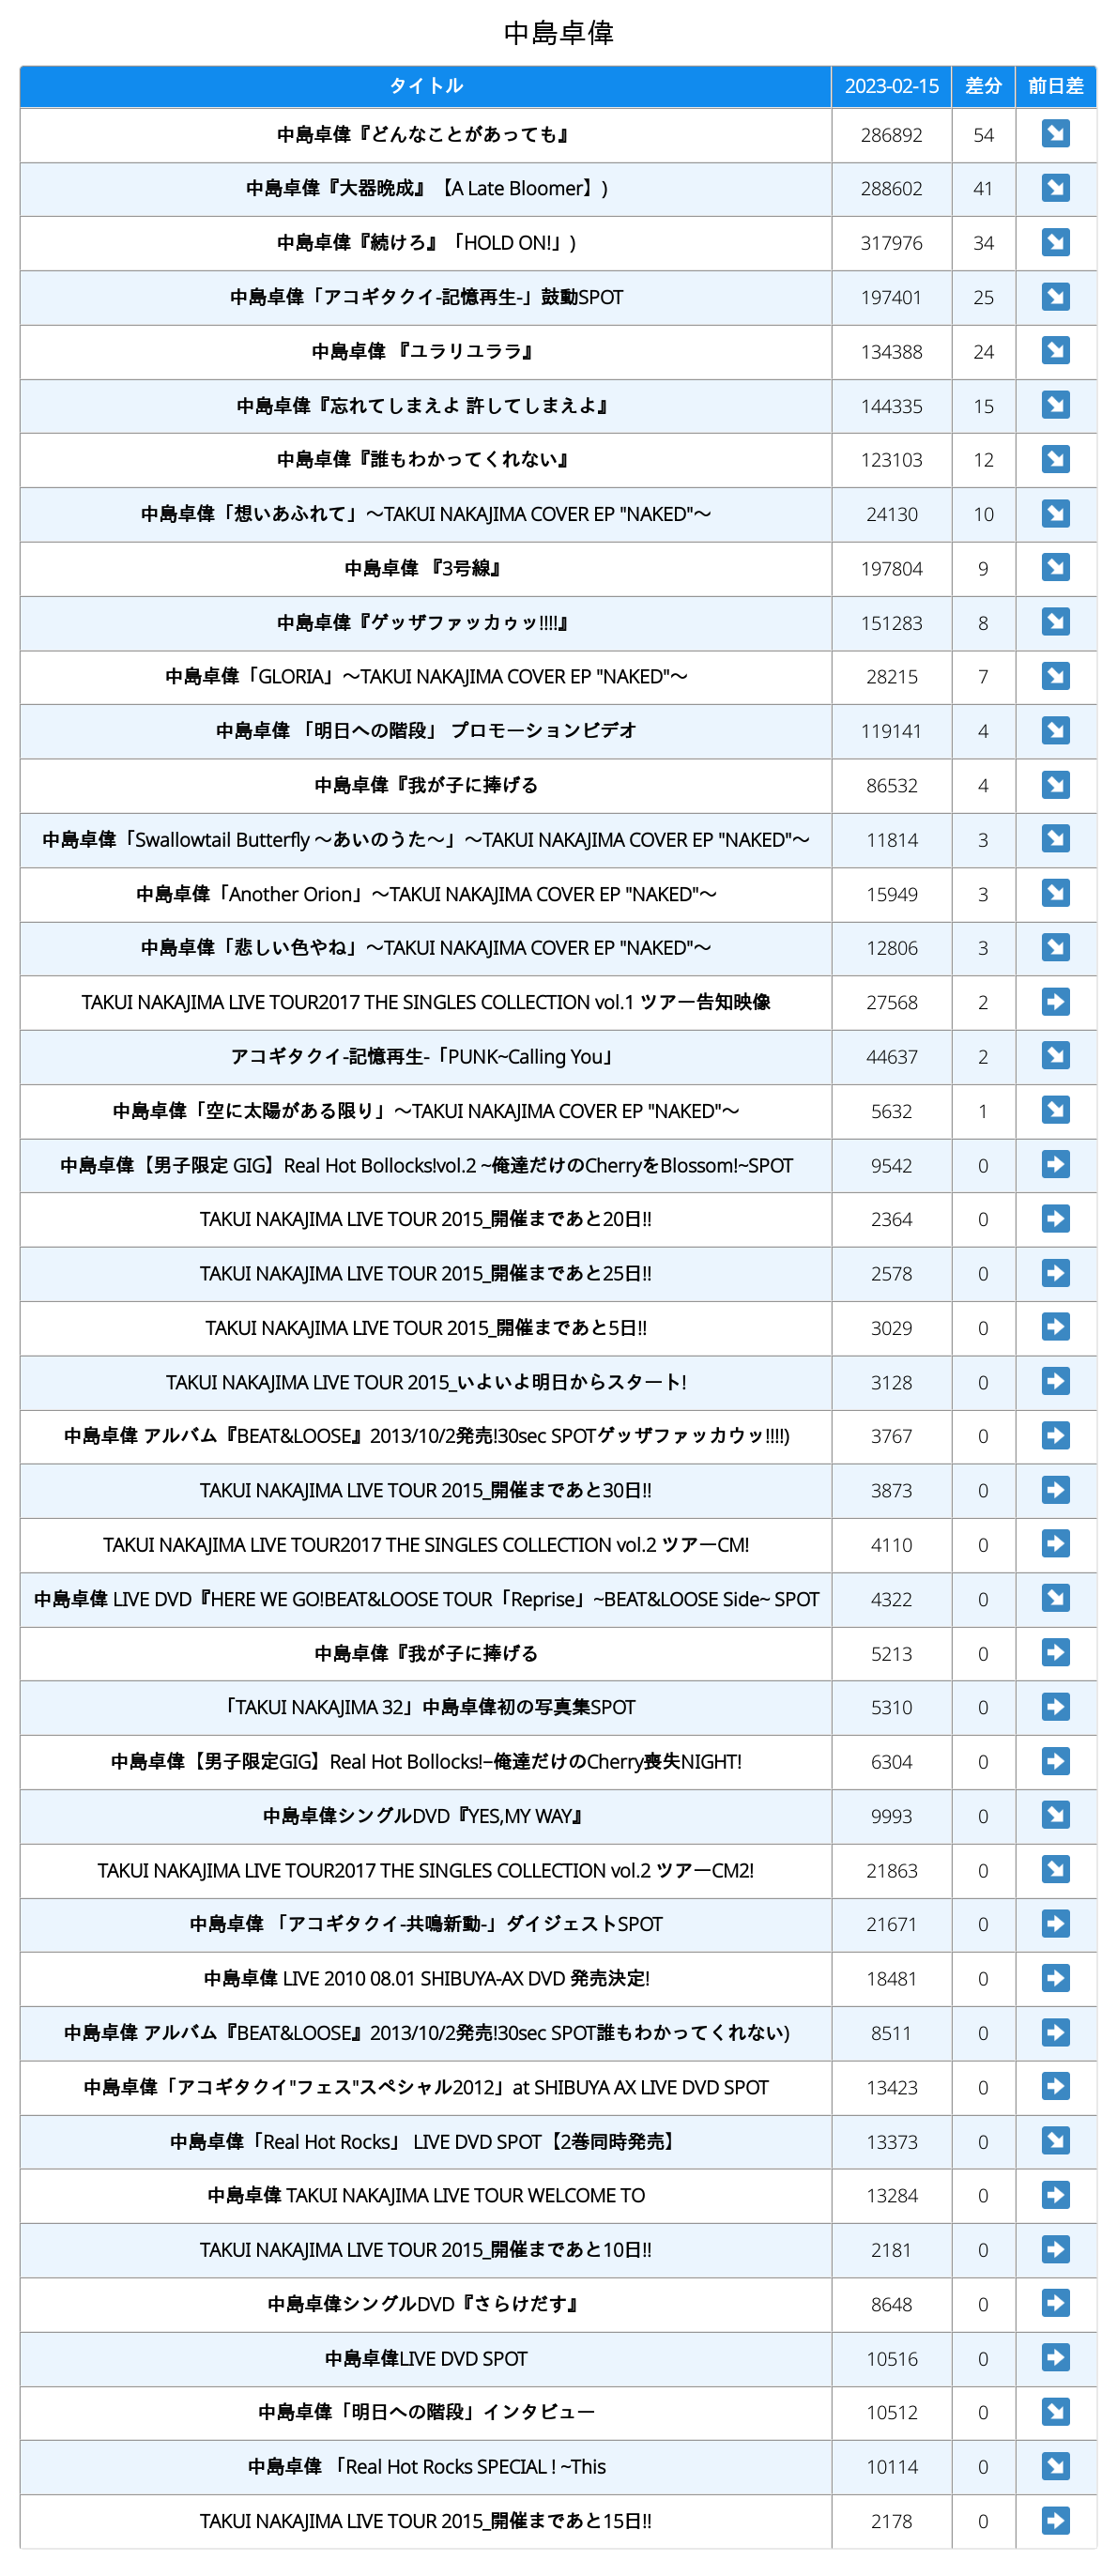 中島卓偉
タイトル 2023-02-15 差分 前日差
中島卓偉『どんなことがあっても』 286892 54 ↘
中島卓偉『大器晩成』【A Late Bloomer】) 288602 41 ↘
中島卓偉『続けろ』「HOLD ON!」) 317976 34 ↘
中島卓偉「アコギタクイ-記憶再生-」鼓動SPOT 197401 25 ↘
中島卓偉 『ユラリユララ』 134388 24 ↘
中島卓偉『忘れてしまえよ 許してしまえよ』 144335 15 ↘
中島卓偉『誰もわかってくれない』 123103 12 ↘
中島卓偉「想いあふれて」〜TAKUI NAKAJIMA COVER EP "NAKED"〜 24130 10 ↘
中島卓偉 『3号線』 197804 9 ↘
中島卓偉『ゲッザファッカゥッ!!!!』 151283 8 ↘
中島卓偉「GLORIA」〜TAKUI NAKAJIMA COVER EP "NAKED"〜 28215 7 ↘
中島卓偉 「明日への階段」 プロモーションビデオ 119141 4 ↘
中島卓偉『我が子に捧げる 86532 4 ↘
中島卓偉「Swallowtail Butterfly 〜あいのうた〜」〜TAKUI NAKAJIMA COVER EP "NAKED"〜 11814 3 ↘
中島卓偉「Another Orion」〜TAKUI NAKAJIMA COVER EP "NAKED"〜 15949 3 ↘
中島卓偉「悲しい色やね」〜TAKUI NAKAJIMA COVER EP "NAKED"〜 12806 3 ↘
TAKUI NAKAJIMA LIVE TOUR2017 THE SINGLES COLLECTION vol.1 ツアー告知映像 27568 2 ➡
アコギタクイ-記憶再生-「PUNK~Calling You」 44637 2 ↘
中島卓偉「空に太陽がある限り」〜TAKUI NAKAJIMA COVER EP "NAKED"〜 5632 1 ↘
中島卓偉【男子限定 GIG】Real Hot Bollocks!vol.2 ~俺達だけのCherryをBlossom!~SPOT 9542 0 ➡
TAKUI NAKAJIMA LIVE TOUR 2015_開催まであと20日!! 2364 0 ➡
TAKUI NAKAJIMA LIVE TOUR 2015_開催まであと25日!! 2578 0 ➡
TAKUI NAKAJIMA LIVE TOUR 2015_開催まであと5日!! 3029 0 ➡
TAKUI NAKAJIMA LIVE TOUR 2015_いよいよ明日からスタート! 3128 0 ➡
中島卓偉 アルバム『BEAT&LOOSE』2013/10/2発売!30sec SPOTゲッザファッカウッ!!!!) 3767 0 ➡
TAKUI NAKAJIMA LIVE TOUR 2015_開催まであと30日!! 3873 0 ➡
TAKUI NAKAJIMA LIVE TOUR2017 THE SINGLES COLLECTION vol.2 ツアーCM! 4110 0 ➡
中島卓偉 LIVE DVD『HERE WE GO!BEAT&LOOSE TOUR「Reprise」~BEAT&LOOSE Side~ SPOT 4322 0 ↘
中島卓偉『我が子に捧げる 5213 0 ➡
「TAKUI NAKAJIMA 32」中島卓偉初の写真集SPOT 5310 0 ➡
中島卓偉【男子限定GIG】Real Hot Bollocks!−俺達だけのCherry喪失NIGHT! 6304 0 ➡
中島卓偉シングルDVD『YES,MY WAY』 9993 0 ↘
TAKUI NAKAJIMA LIVE TOUR2017 THE SINGLES COLLECTION vol.2 ツアーCM2! 21863 0 ↘
中島卓偉 「アコギタクイ-共鳴新動-」ダイジェストSPOT 21671 0 ➡
中島卓偉 LIVE 2010 08.01 SHIBUYA-AX DVD 発売決定! 18481 0 ➡
中島卓偉 アルバム『BEAT&LOOSE』2013/10/2発売!30sec SPOT誰もわかってくれない) 8511 0 ➡
中島卓偉「アコギタクイ"フェス"スペシャル2012」at SHIBUYA AX LIVE DVD SPOT 13423 0 ➡
中島卓偉「Real Hot Rocks」 LIVE DVD SPOT【2巻同時発売】 13373 0 ↘
中島卓偉 TAKUI NAKAJIMA LIVE TOUR WELCOME TO 13284 0 ➡
TAKUI NAKAJIMA LIVE TOUR 2015_開催まであと10日!! 2181 0 ➡
中島卓偉シングルDVD『さらけだす』 8648 0 ➡
中島卓偉LIVE DVD SPOT 10516 0 ➡
中島卓偉「明日への階段」インタビュー 10512 0 ↘
中島卓偉 「Real Hot Rocks SPECIAL ! ~This 10114 0 ↘
TAKUI NAKAJIMA LIVE TOUR 2015_開催まであと15日!! 2178 0 ➡